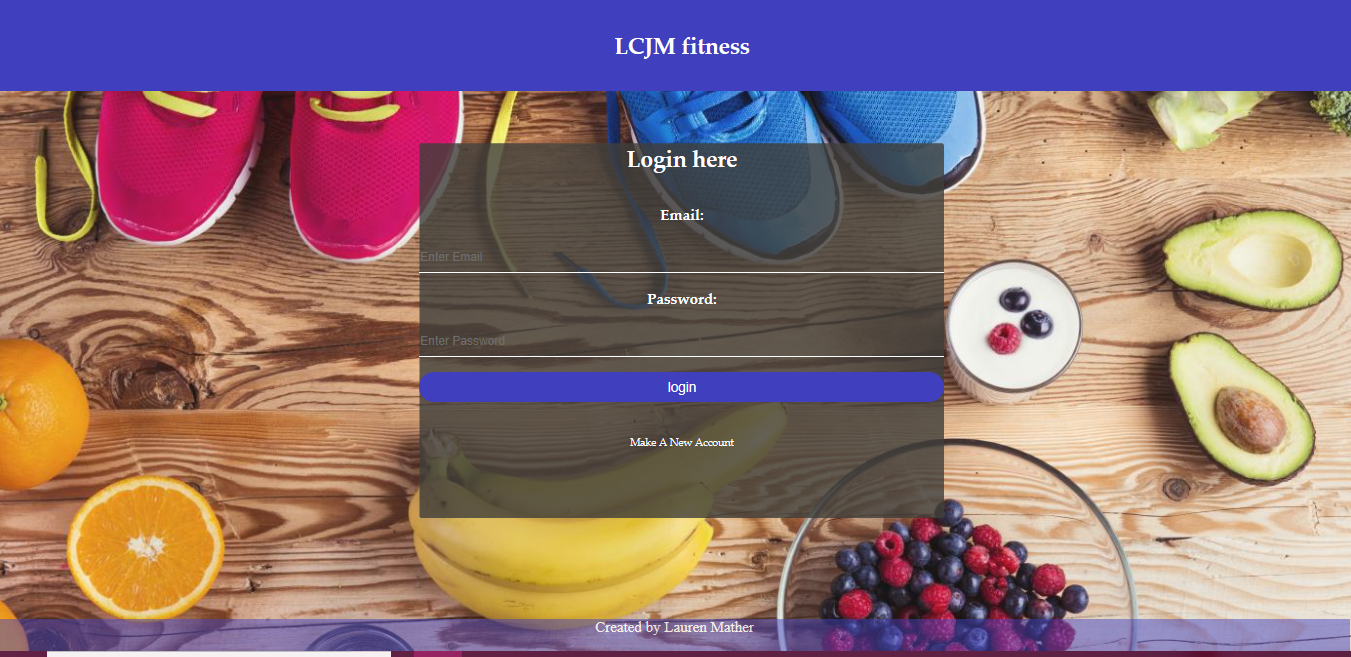 LCJM fitness
Login here
Email:
Enter Email
Password:
Enter Password
login
Make A New Account
Created by Lauren Mather